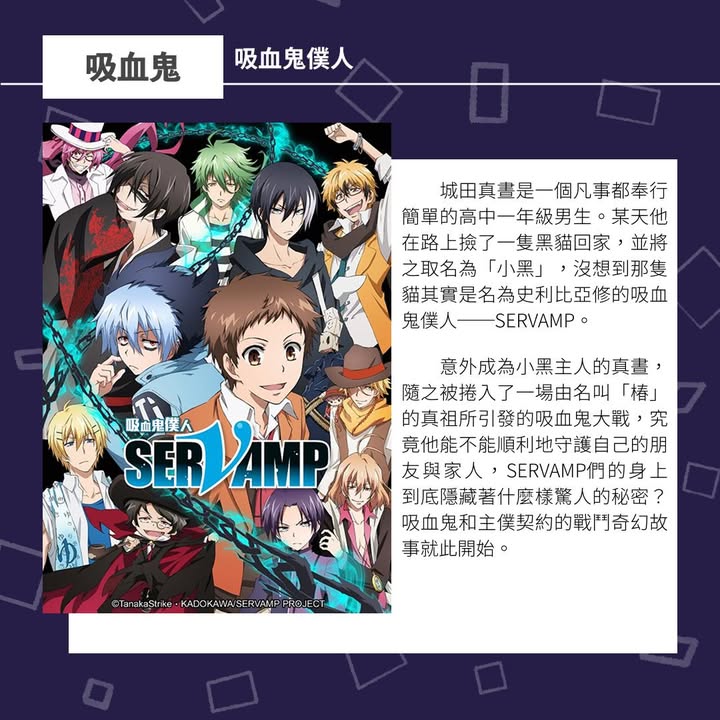 吸血鬼
吸血鬼僕人
城田真晝是一個凡事都奉行
簡單的高中一年級男生。某天他
在路上撿了一隻黑貓回家,並將
之取名為「小黑」,沒想到那隻
貓其實是名為史利比亞修的吸血
鬼僕人——SERVAMP。
意外成為小黑主人的真晝,
隨之被捲入了一場由名叫「椿」
的真祖所引發的吸血鬼大戰,究
竟他能不能順利地守護自己的朋
友與家人,SERVAMP們的身上
到底隱藏著什麼樣驚人的秘密?
吸血鬼和主僕契約的戰鬥奇幻故
事就此開始。
吸血鬼僕人
SERVAMP
©TanakaStrike・KADOKAWA/SERVAMP PROJECT